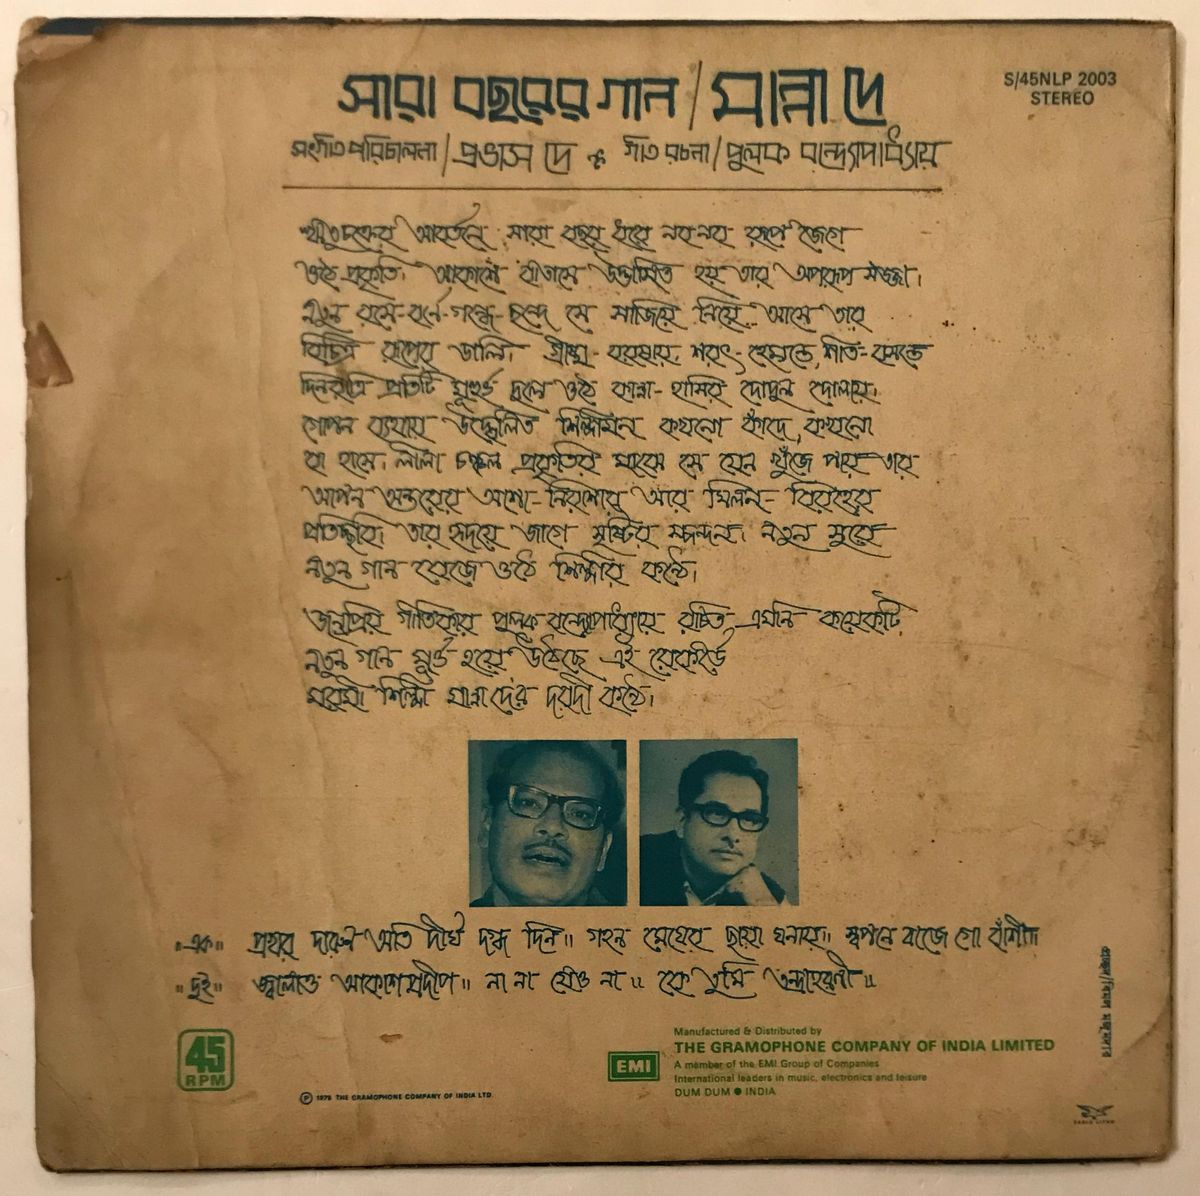 সারা বছরের গান / মান্না দে
S/45NLP 2003
STEREO
সংগীত পরিচালনা / প্রভাস দে গীত রচনা / পুলক বন্দ্যোপাধ্যায়
ঋতুচক্রের আবর্তনে সারা বছর ধরে নব নব রূপে জেগে
ওঠে প্রকৃতি। আকাশে বাতাসে উদ্ভাসিত হয় তার অপরূপ সজ্জা।
নতুন রসে-বর্ণে-গন্ধে-ছন্দে সে সাজিয়ে নিয়ে আসে তার
বিচিত্র রূপের ডালি। গ্রীষ্ম-বরষায়, শরৎ-হেমন্তে, শীত-বসন্তে
দিনরাত্রি প্রতিটি মুহূর্ত দুলে ওঠে কান্না-হাসির দোদুল দোলায়।
গোপন ব্যথায় উদ্বেলিত শিল্পীমন কখনো কাঁদে, কখনো
বা হাসে। লীলা চঞ্চল প্রকৃতির মাঝে সে যেন খুঁজে পায় তার
আপন অন্তরের আশা-নিরাশার আর মিলন-বিরহের
প্রতিচ্ছবি। তার হৃদয়ে জাগে সৃষ্টির স্পন্দন। নতুন সুরে
নতুন গান বেজে ওঠে শিল্পীর কন্ঠে।
জনপ্রিয় গীতিকার পুলক বন্দ্যোপাধ্যায় রচিত এমনি কয়েকটি
নতুন গান মূর্ত হয়ে উঠেছে এই রেকর্ডে
মরমী শিল্পী মান্না দের দরদী কন্ঠে।
॥ এক ॥ প্রখর দারুন অতি দীর্ঘ দগ্ধ দিন ॥ গহন মেঘের ছায়া ঘনায় ॥ স্বপনে বাজে গো বাঁশী ॥
॥ দুই ॥ জ্বালাও আকাশ প্রদীপ ॥ না না যেও না ॥ কে তুমি তন্দ্রাহরণী ॥
45
RPM
EMI
Manufactured & Distributed by
THE GRAMOPHONE COMPANY OF INDIA LIMITED
A member of the EMI Group of Companies
International leaders in music, electronics and leisure
DUM DUM ● INDIA
THE GRAMOPHONE COMPANY OF INDIA LTD.